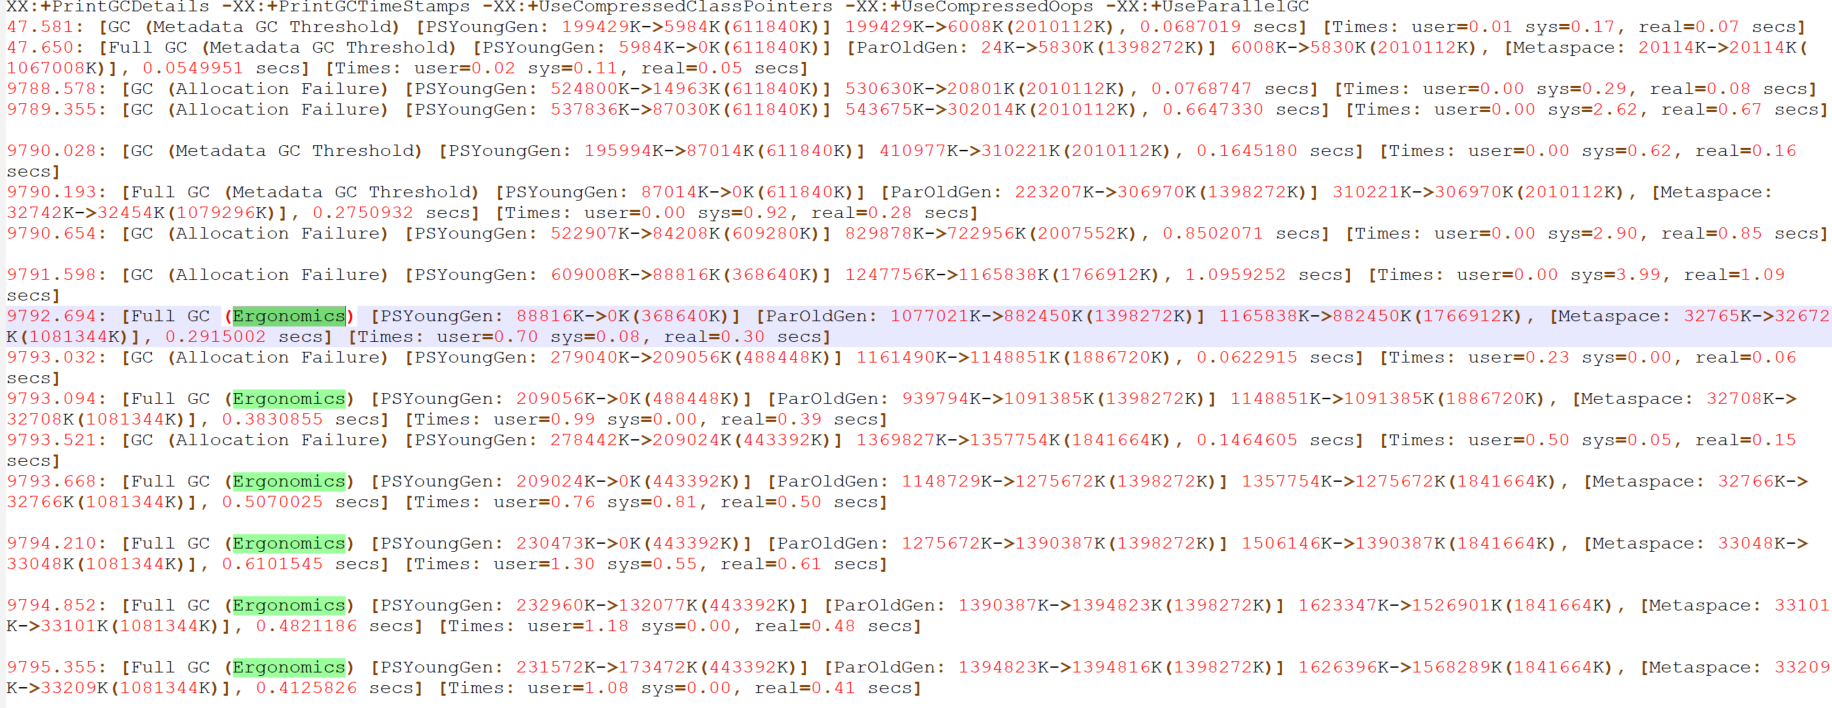 XX:+PrintGCDetails -XX:+PrintGCTimeStamps -XX:+UseCompressedClassPointers -XX:+UseCompressedOops -XX:+UseParallelGC
47.581: [GC (Metadata GC Threshold) [PSYoungGen: 199429K->5984K(611840K)] 199429K->6008K(2010112K), 0.0687019 secs] [Times: user=0.01 sys=0.17, real=0.07 secs]
47.650: [Full GC (Metadata GC Threshold) [PSYoungGen: 5984K->0K(611840K)] [ParOldGen: 24K->5830K(1398272K)] 6008K->5830K(2010112K), [Metaspace: 20114K->20114K(
1067008K)], 0.0549951 secs] [Times: user=0.02 sys=0.11, real=0.05 secs]
9788.578: [GC (Allocation Failure) [PSYoungGen: 524800K->14963K(611840K)] 530630K->20801K(2010112K), 0.0768747 secs] [Times: user=0.00 sys=0.29, real=0.08 secs]
9789.355: [GC (Allocation Failure) [PSYoungGen: 537836K->87030K(611840K)] 543675K->302014K(2010112K), 0.6647330 secs] [Times: user=0.00 sys=2.62, real=0.67 secs]
9790.028: [GC (Metadata GC Threshold) [PSYoungGen: 195994K->87014K(611840K)] 410977K->310221K(2010112K), 0.1645180 secs] [Times: user=0.00 sys=0.62, real=0.16
secs]
9790.193: [Full GC (Metadata GC Threshold) [PSYoungGen: 87014K->0K(611840K)] [ParOldGen: 223207K->306970K(1398272K)] 310221K->306970K(2010112K), [Metaspace:
32742K->32454K(1079296K)], 0.2750932 secs] [Times: user=0.00 sys=0.92, real=0.28 secs]
9790.654: [GC (Allocation Failure) [PSYoungGen: 522907K->84208K(609280K)] 829878K->722956K(2007552K), 0.8502071 secs] [Times: user=0.00 sys=2.90, real=0.85 secs]
9791.598: [GC (Allocation Failure) [PSYoungGen: 609008K->88816K(368640K)] 1247756K->1165838K(1766912K), 1.0959252 secs] [Times: user=0.00 sys=3.99, real=1.09
secs]
9792.694: [Full GC (Ergonomics) [PSYoungGen: 88816K->0K(368640K)] [ParOldGen: 1077021K->882450K(1398272K)] 1165838K->882450K(1766912K), [Metaspace: 32765K->32672
K(1081344K)], 0.2915002 secs] [Times: user=0.70 sys=0.08, real=0.30 secs]
9793.032: [GC (Allocation Failure) [PSYoungGen: 279040K->209056K(488448K)] 1161490K->1148851K(1886720K), 0.0622915 secs] [Times: user=0.23 sys=0.00, real=0.06
secs]
9793.094: [Full GC (Ergonomics) [PSYoungGen: 209056K->0K(488448K)] [ParOldGen: 939794K->1091385K(1398272K)] 1148851K->1091385K(1886720K), [Metaspace: 32708K->
32708K(1081344K)], 0.3830855 secs] [Times: user=0.99 sys=0.00, real=0.39 secs]
9793.521: [GC (Allocation Failure) [PSYoungGen: 278442K->209024K(443392K)] 1369827K->1357754K(1841664K), 0.1464605 secs] [Times: user=0.50 sys=0.05, real=0.15
secs]
9793.668: [Full GC (Ergonomics) [PSYoungGen: 209024K->0K(443392K)] [ParOldGen: 1148729K->1275672K(1398272K)] 1357754K->1275672K(1841664K), [Metaspace: 32766K->
32766K(1081344K)], 0.5070025 secs] [Times: user=0.76 sys=0.81, real=0.50 secs]
9794.210: [Full GC (Ergonomics) [PSYoungGen: 230473K->0K(443392K)] [ParOldGen: 1275672K->1390387K(1398272K)] 1506146K->1390387K(1841664K), [Metaspace: 33048K->
33048K(1081344K)], 0.6101545 secs] [Times: user=1.30 sys=0.55, real=0.61 secs]
9794.852: [Full GC (Ergonomics) [PSYoungGen: 232960K->132077K(443392K)] [ParOldGen: 1390387K->1394823K(1398272K)] 1623347K->1526901K(1841664K), [Metaspace: 33101
K->33101K(1081344K)], 0.4821186 secs] [Times: user=1.18 sys=0.00, real=0.48 secs]
9795.355: [Full GC (Ergonomics) [PSYoungGen: 231572K->173472K(443392K)] [ParOldGen: 1394823K->1394816K(1398272K)] 1626396K->1568289K(1841664K), [Metaspace: 33209
K->33209K(1081344K)], 0.4125826 secs] [Times: user=1.08 sys=0.00, real=0.41 secs]